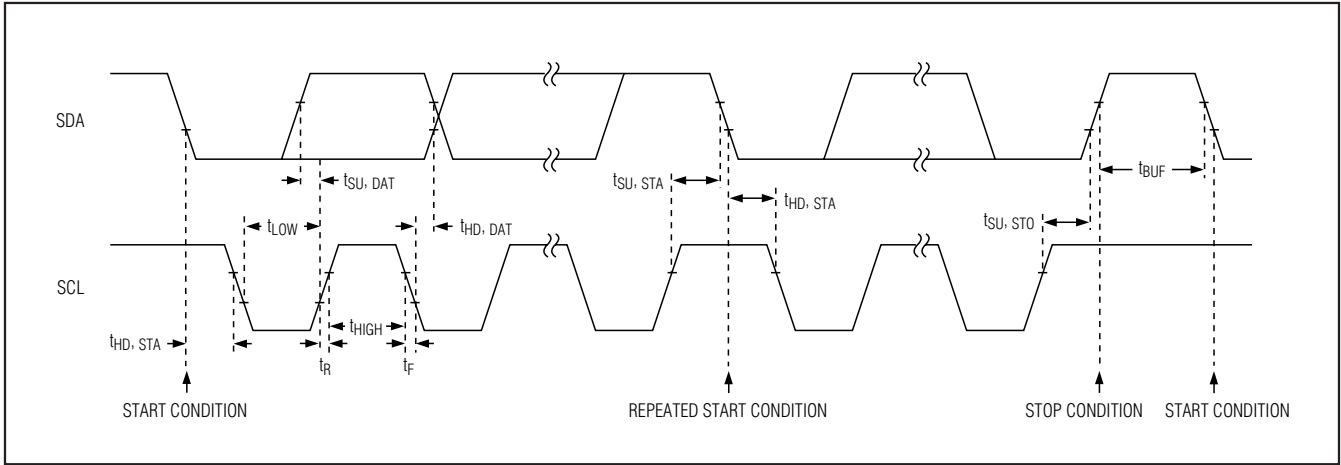 SDA
tSU, DAT
tSU, STA
tHD, STA
tBUF
tLOW
tHD, DAT
tSU, STO
SCL
tHIGH
tHD, STA
tR
tF
START CONDITION
REPEATED START CONDITION
STOP CONDITION
START CONDITION